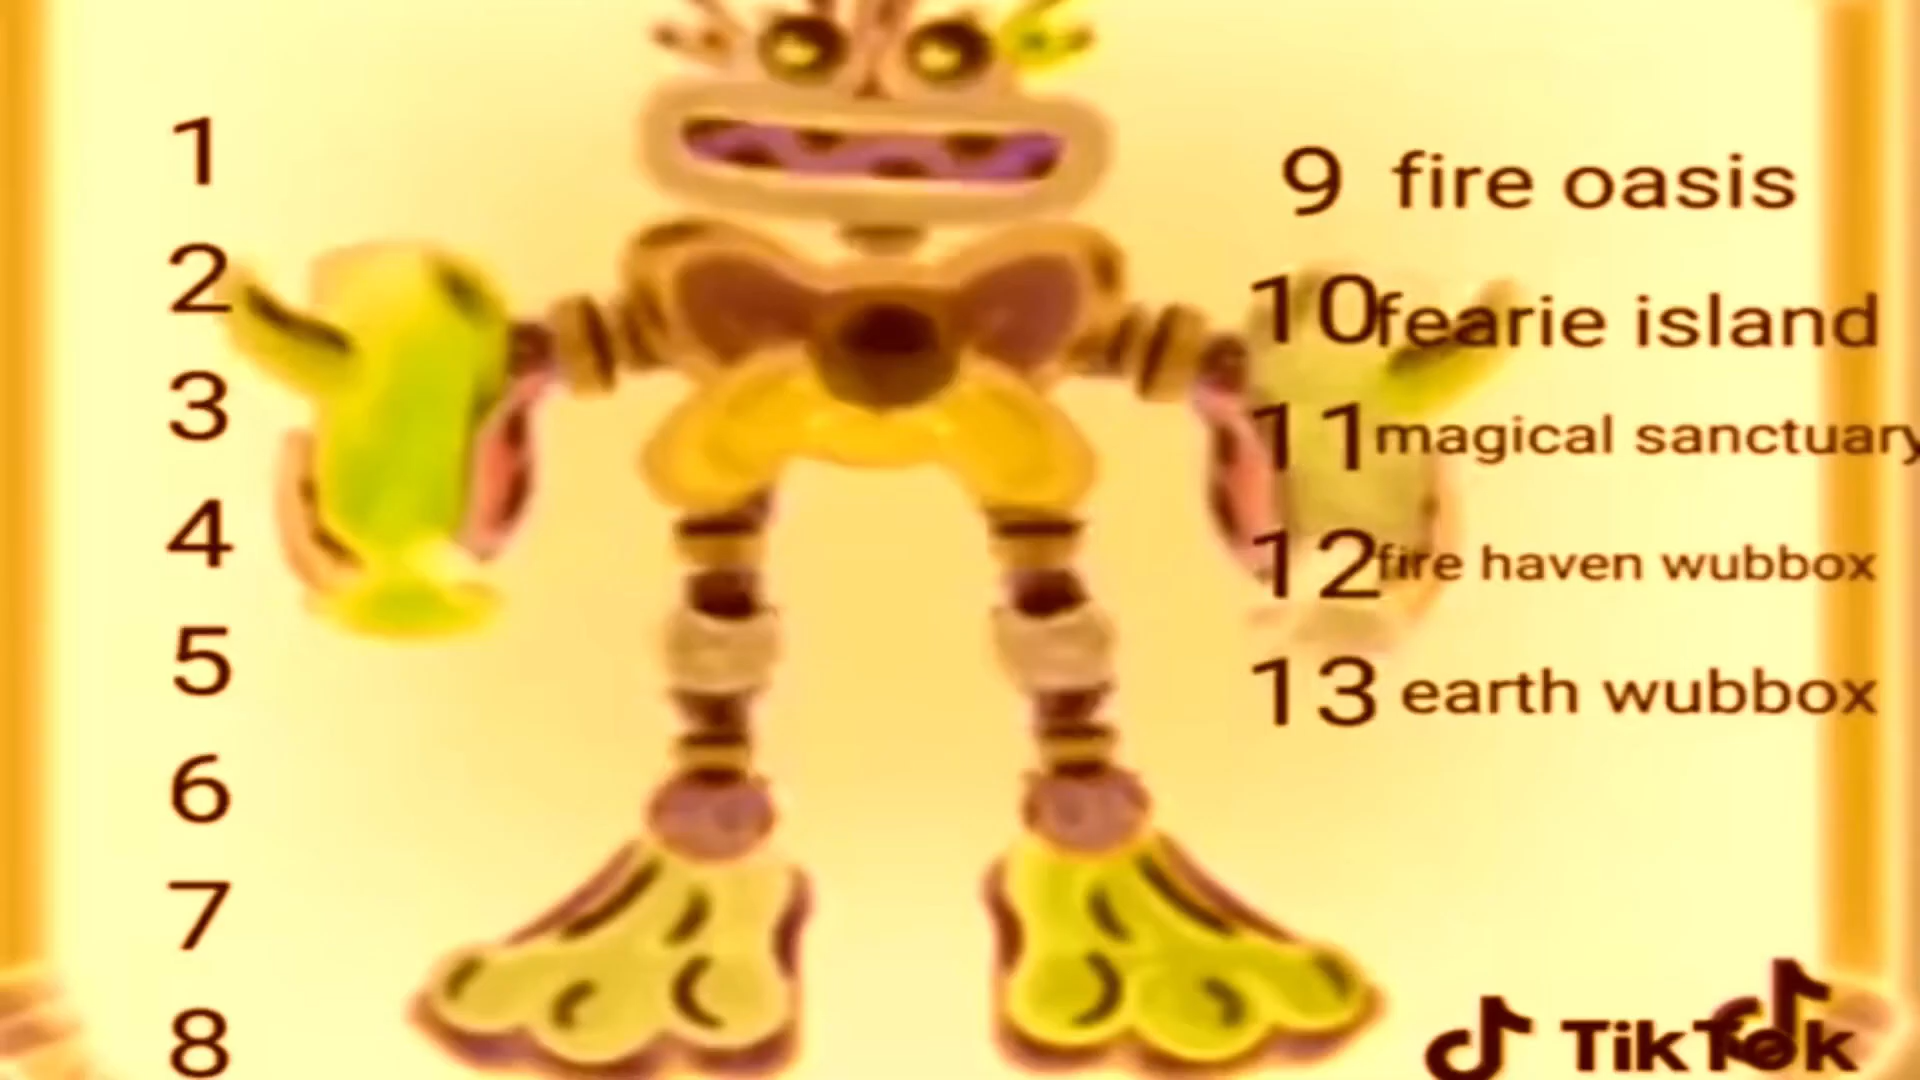 1
2
3
4
5
6
7
8
9 fire oasis
10 fearie island
11 magical sanctuary
12 fire haven wubbox
13 earth wubbox
TikTok